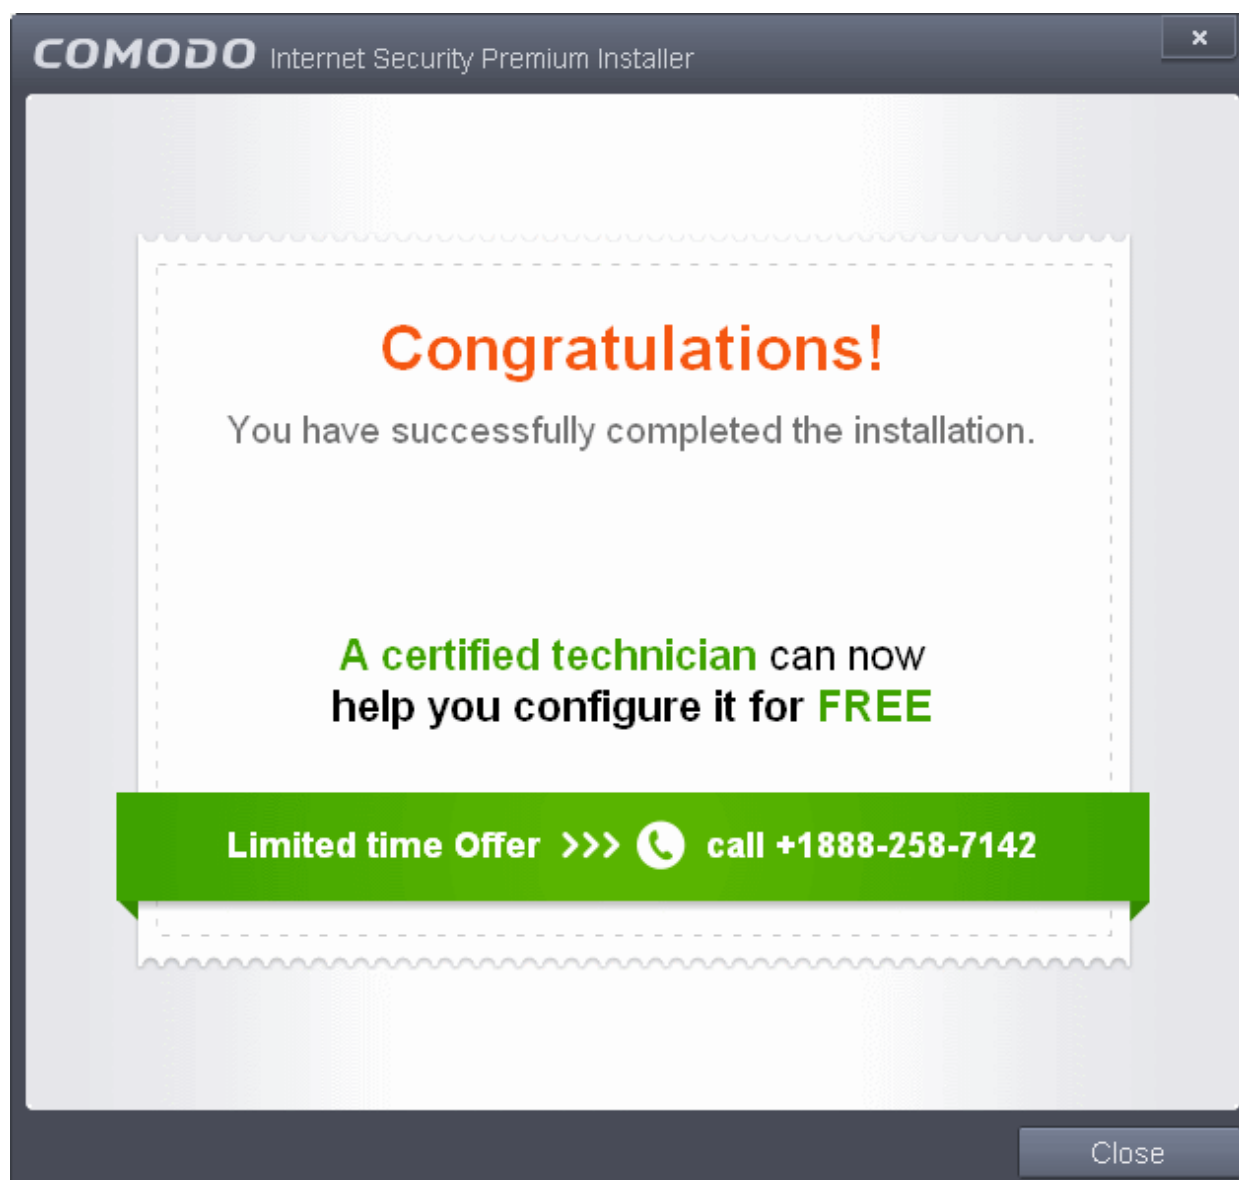 COMODO Internet Security Premium Installer
Congratulations!
You have successfully completed the installation.
A certified technician can now
help you configure it for FREE
Limited time Offer >>> call +1888-258-7142
Close